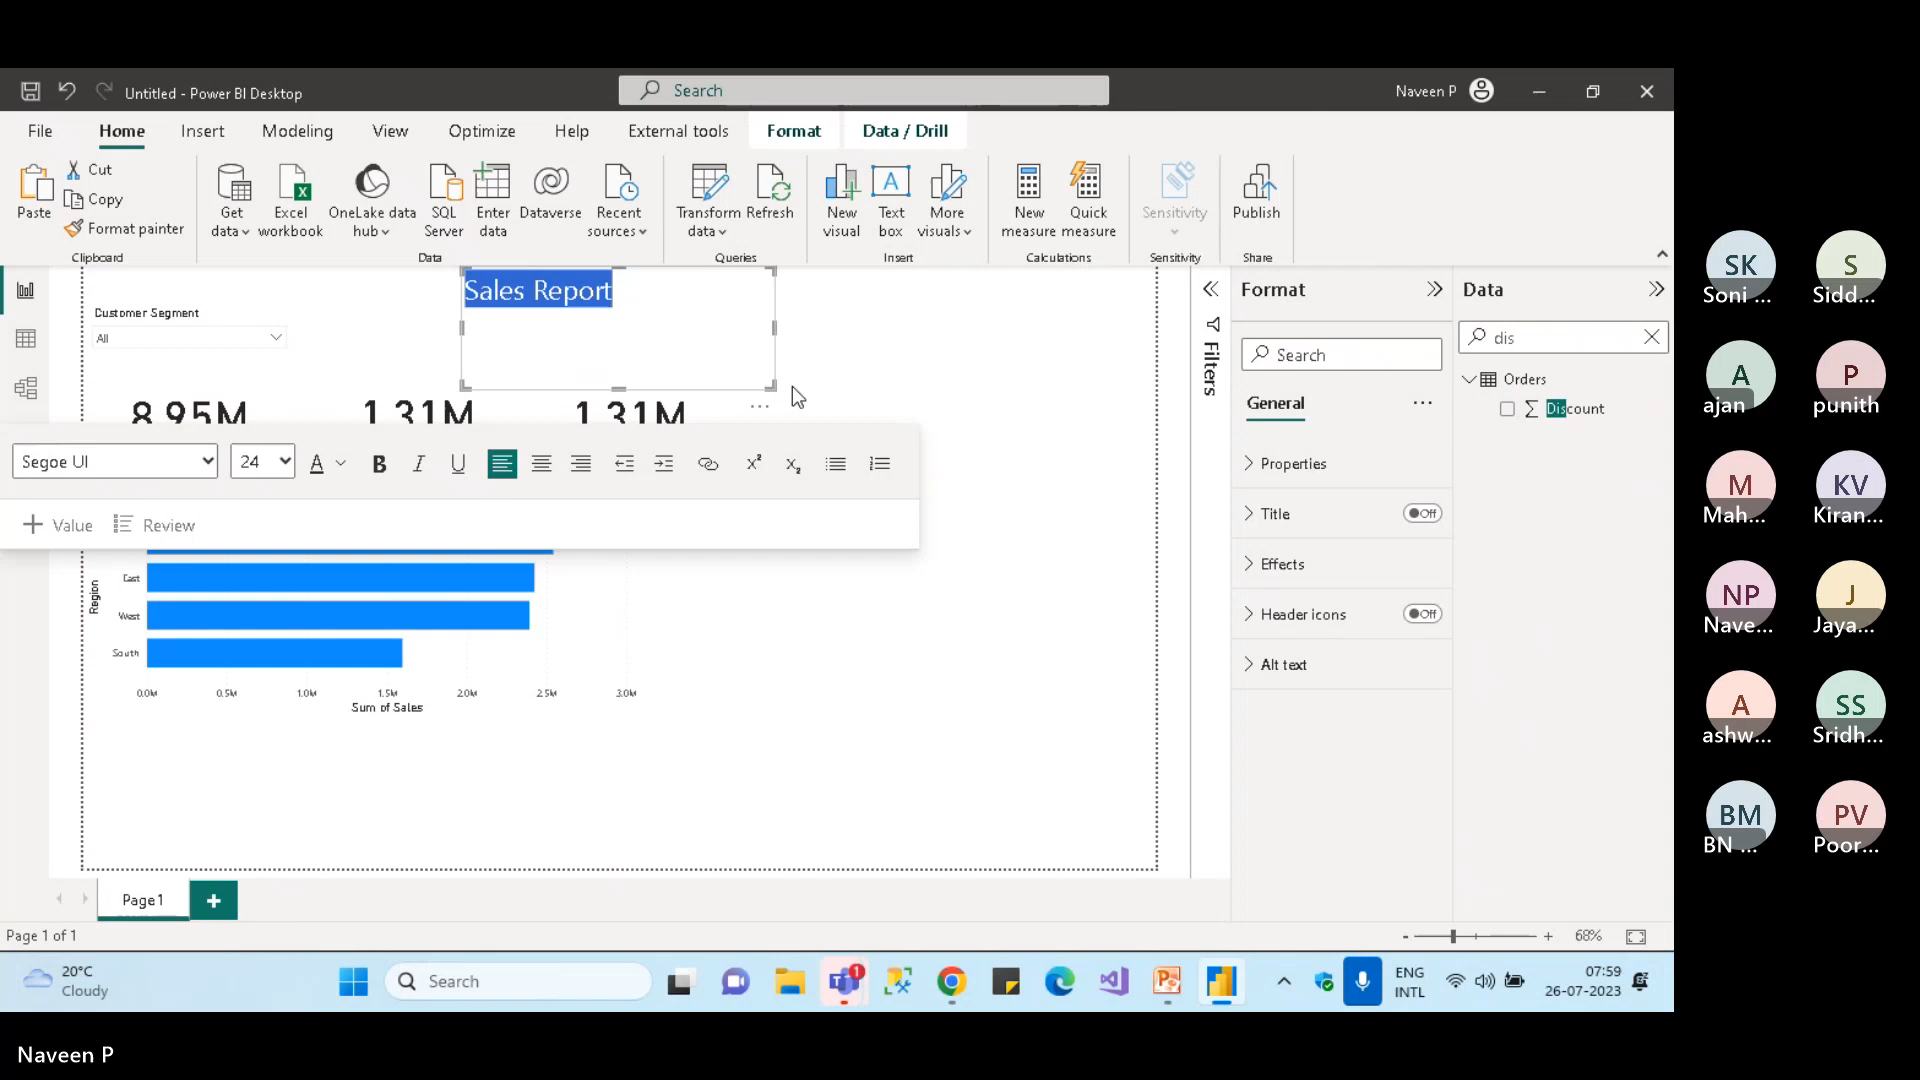 Untitled - Power BI Desktop
Search
Naveen P
File
Home
Insert
Modeling
View
Optimize
Help
External tools
Format
Data / Drill
Paste
Cut
Copy
Format painter
Clipboard
Get data
Excel workbook
OneLake data hub
SQL Server
Enter data
Dataverse
Recent sources
Data
Transform data
Refresh
Queries
New visual
Text box
More visuals
Insert
New measure
Quick measure
Calculations
Sensitivity
Sensitivity
Publish
Share
Sales Report
Customer Segment
All
8.95M
1.31M
1.31M
Segoe UI
24
Value
Review
Region
East
West
South
0.0M
0.5M
1.0M
1.5M
2.0M
2.5M
3.0M
Sum of Sales
Filters
Format
Search
General
Properties
Title
Off
Effects
Header icons
Off
Alt text
Data
dis
Orders
Discount
Page 1
Page 1 of 1
68%
20°C
Cloudy
Search
1
ENG
INTL
07:59
26-07-2023
SK
Soni ...
S
Sidd...
A
ajan
P
punith
M
Mah...
KV
Kiran...
NP
Nave...
J
Jaya...
A
ashw...
SS
Sridh...
BM
BN ...
PV
Poor...
Naveen P